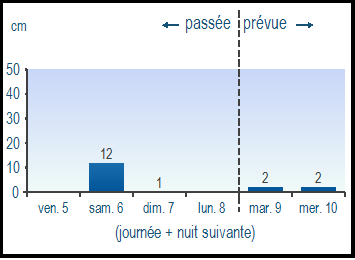 cm
← passée prévue →
50
40
30
20
10
0
12
1
2
2
ven. 5 sam. 6 dim. 7 lun. 8 mar. 9 mer. 10
(journée + nuit suivante)